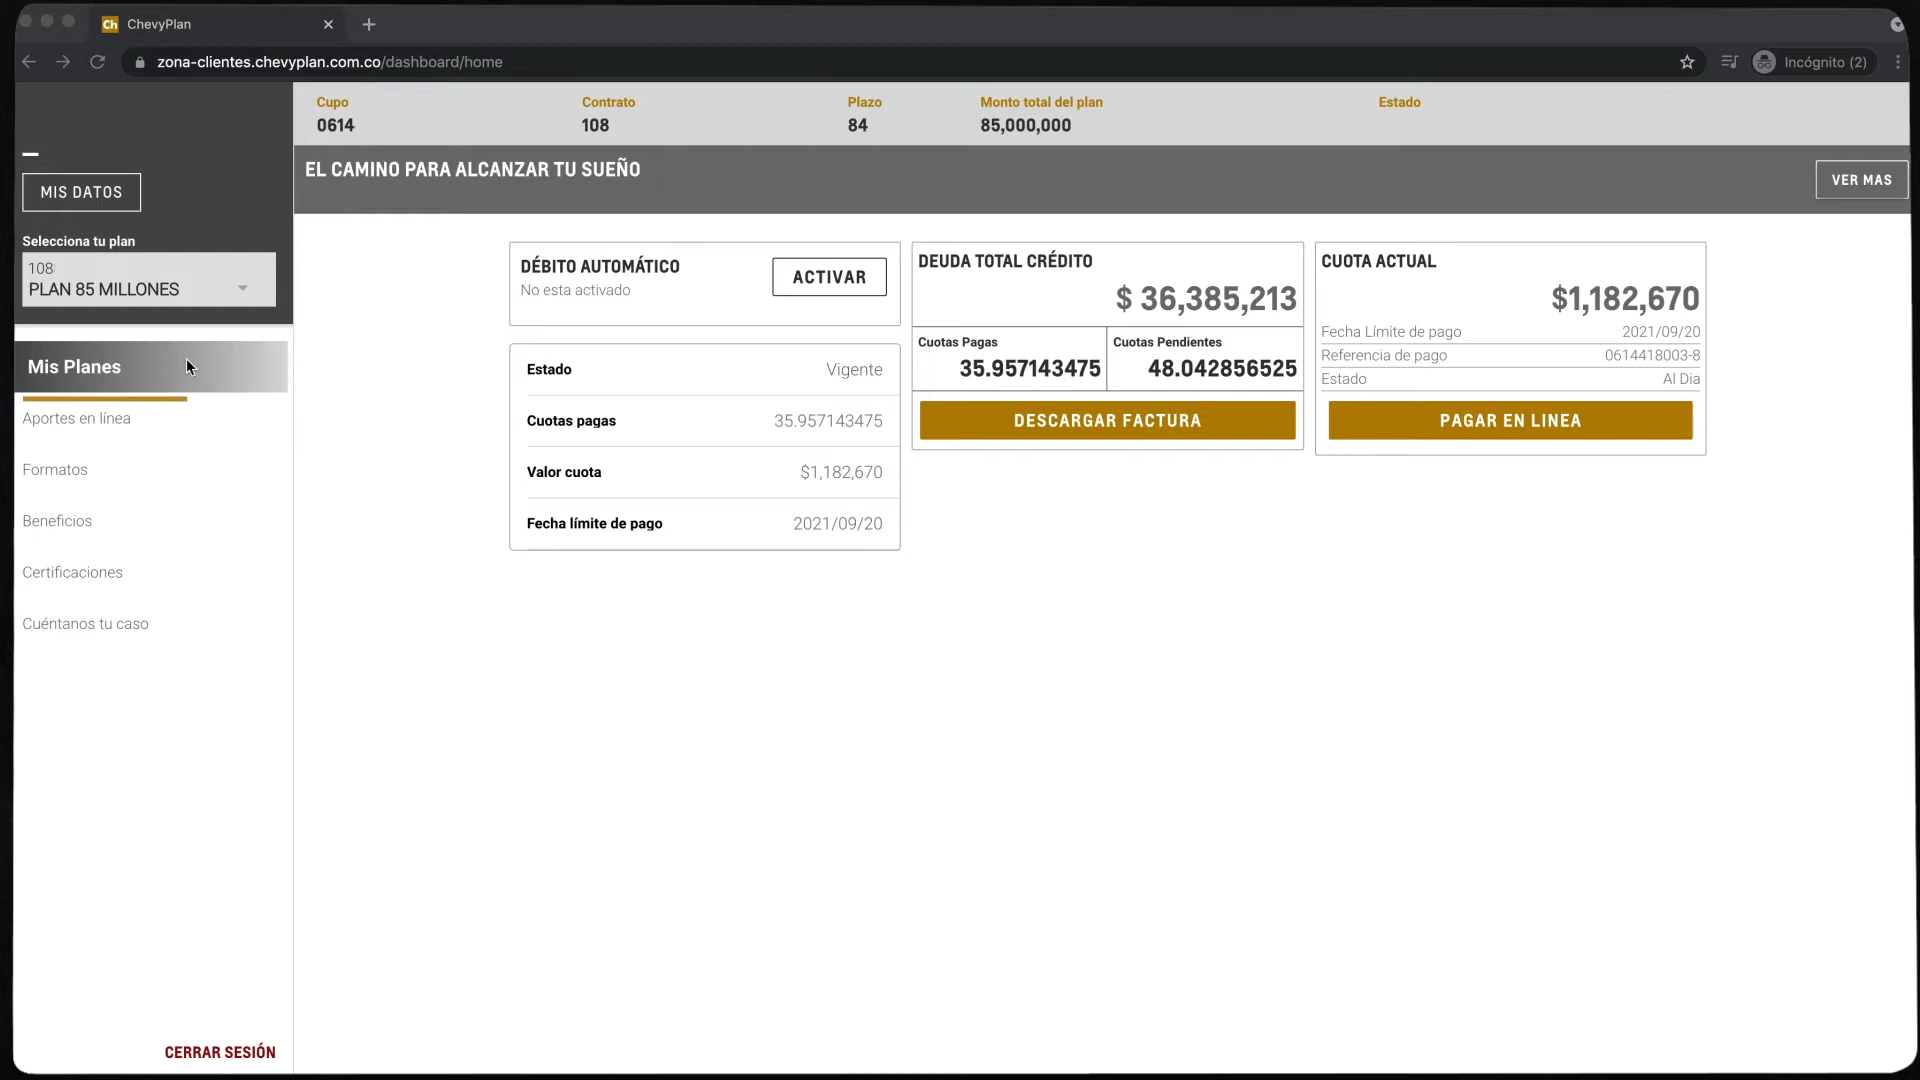 Ch ChevyPlan
zona-clientes.chevyplan.com.co/dashboard/home
Incógnito (2)
Cupo
0614
Contrato
108
Plazo
84
Monto total del plan
85,000,000
Estado
MIS DATOS
Selecciona tu plan
108
PLAN 85 MILLONES
Mis Planes
Aportes en línea
Formatos
Beneficios
Certificaciones
Cuéntanos tu caso
CERRAR SESIÓN
EL CAMINO PARA ALCANZAR TU SUEÑO
VER MAS
DÉBITO AUTOMÁTICO
No esta activado
ACTIVAR
Estado Vigente
Cuotas pagas 35.957143475
Valor cuota $1,182,670
Fecha límite de pago 2021/09/20
DEUDA TOTAL CRÉDITO
$ 36,385,213
Cuotas Pagas
35.957143475
Cuotas Pendientes
48.042856525
DESCARGAR FACTURA
CUOTA ACTUAL
$1,182,670
Fecha Límite de pago 2021/09/20
Referencia de pago 0614418003-8
Estado Al Dia
PAGAR EN LINEA